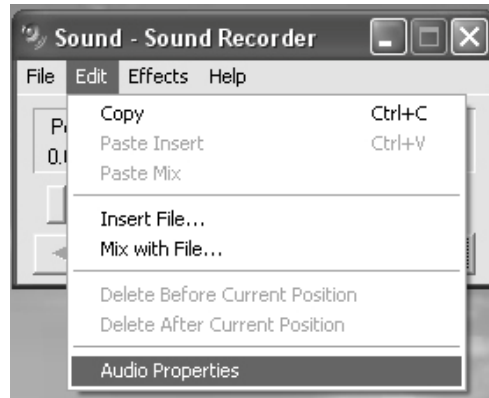 Sound - Sound Recorder
File Edit Effects Help
Copy Ctrl+C
Paste Insert Ctrl+V
Paste Mix
Insert File...
Mix with File...
Delete Before Current Position
Delete After Current Position
Audio Properties